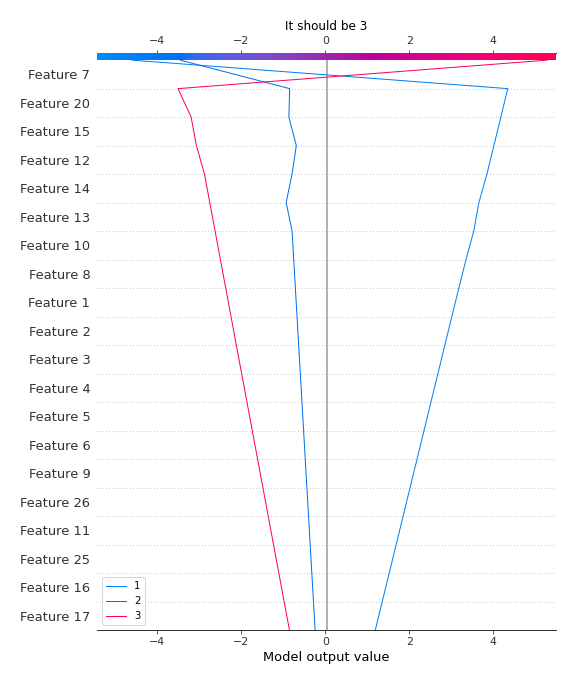 It should be 3
−4 −2 0 2 4
Feature 7
Feature 20
Feature 15
Feature 12
Feature 14
Feature 13
Feature 10
Feature 8
Feature 1
Feature 2
Feature 3
Feature 4
Feature 5
Feature 6
Feature 9
Feature 26
Feature 11
Feature 25
Feature 16
Feature 17
1
2
3
−4 −2 0 2 4
Model output value